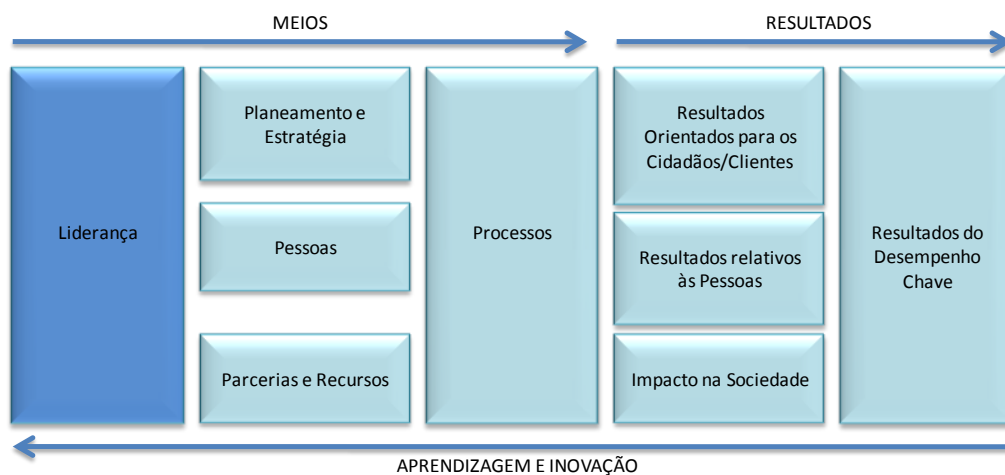 MEIOS
RESULTADOS
Liderança
Planeamento e
Estratégia
Pessoas
Parcerias e Recursos
Processos
Resultados
Orientados para os
Cidadãos/Clientes
Resultados relativos
às Pessoas
Impacto na Sociedade
Resultados do
Desempenho
Chave
APRENDIZAGEM E INOVAÇÃO